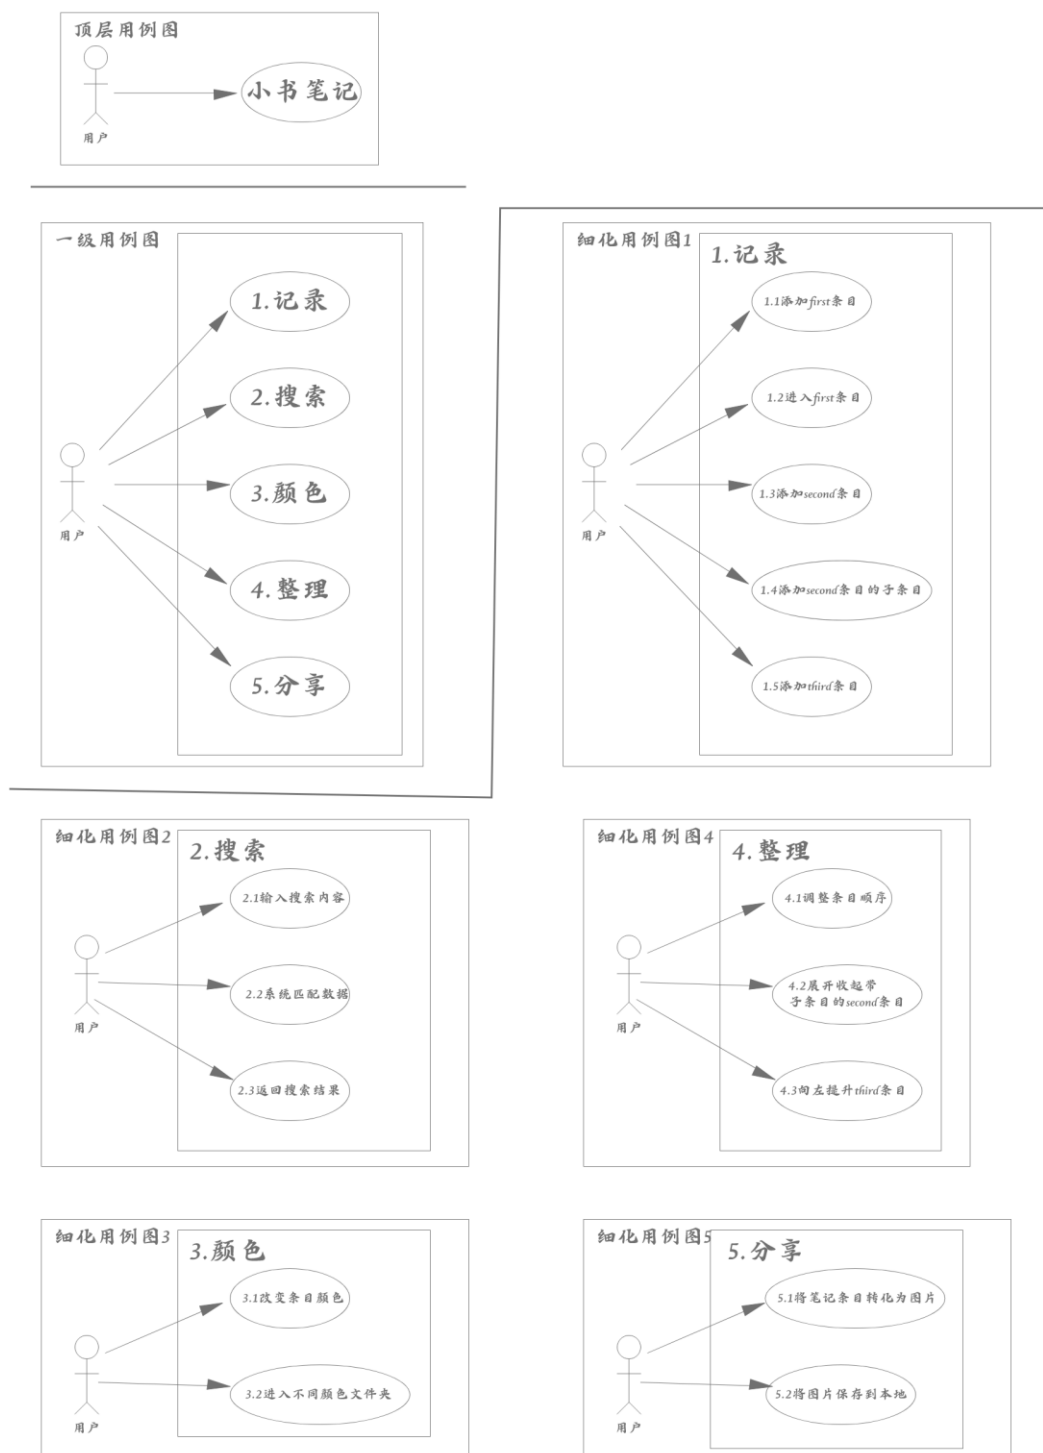 顶层用例图
小书笔记
用户
一级用例图
1.记录
2.搜索
3.颜色
4.整理
5.分享
用户
细化用例图1
1.记录
1.1添加first条目
1.2进入first条目
1.3添加second条目
1.4添加second条目的子条目
1.5添加third条目
用户
细化用例图2
2.搜索
2.1输入搜索内容
2.2系统匹配数据
2.3返回搜索结果
用户
细化用例图4
4.整理
4.1调整条目顺序
4.2展开收起带
子条目的second条目
4.3向左提升third条目
用户
细化用例图3
3.颜色
3.1改变条目颜色
3.2进入不同颜色文件夹
用户
细化用例图5
5.分享
5.1将笔记条目转化为图片
5.2将图片保存到本地
用户